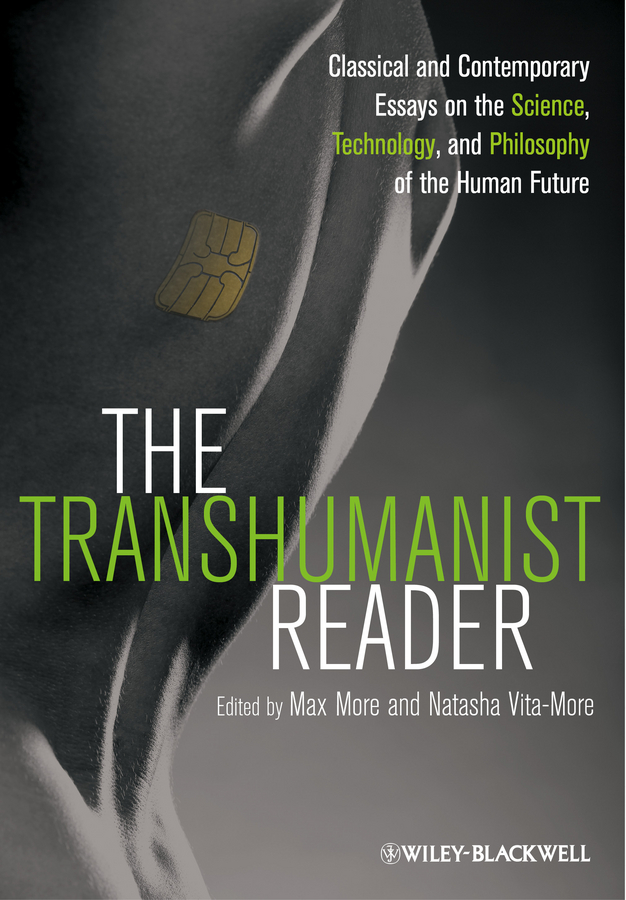 Classical and Contemporary
Essays on the Science,
Technology, and Philosophy
of the Human Future
THE
TRANSHUMANIST
READER
Edited by Max More and Natasha Vita-More
WILEY-BLACKWELL